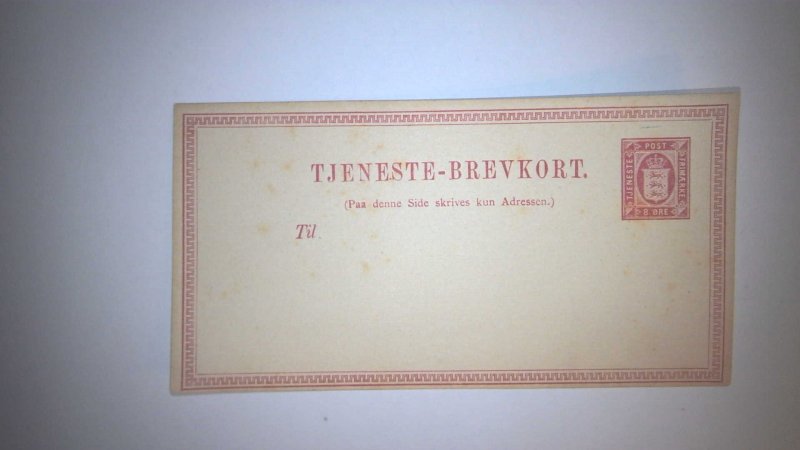 TJENESTE-BREVKORT.
(Paa denne Side skrives kun Adressen.)
Til
TJENESTE
POST
FRIMÆRKE
8 ØRE